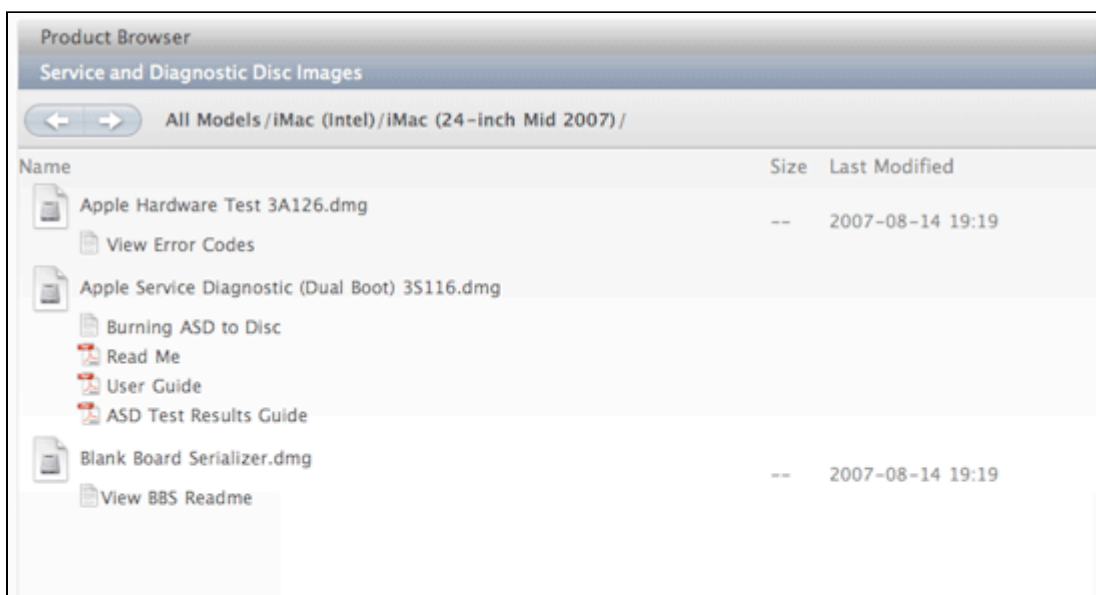 Product Browser
Service and Diagnostic Disc Images
All Models/iMac (Intel)/iMac (24-inch Mid 2007)/
Name Size Last Modified
Apple Hardware Test 3A126.dmg
-- 2007-08-14 19:19
View Error Codes
Apple Service Diagnostic (Dual Boot) 3S116.dmg
Burning ASD to Disc
Read Me
User Guide
ASD Test Results Guide
Blank Board Serializer.dmg
-- 2007-08-14 19:19
View BBS Readme